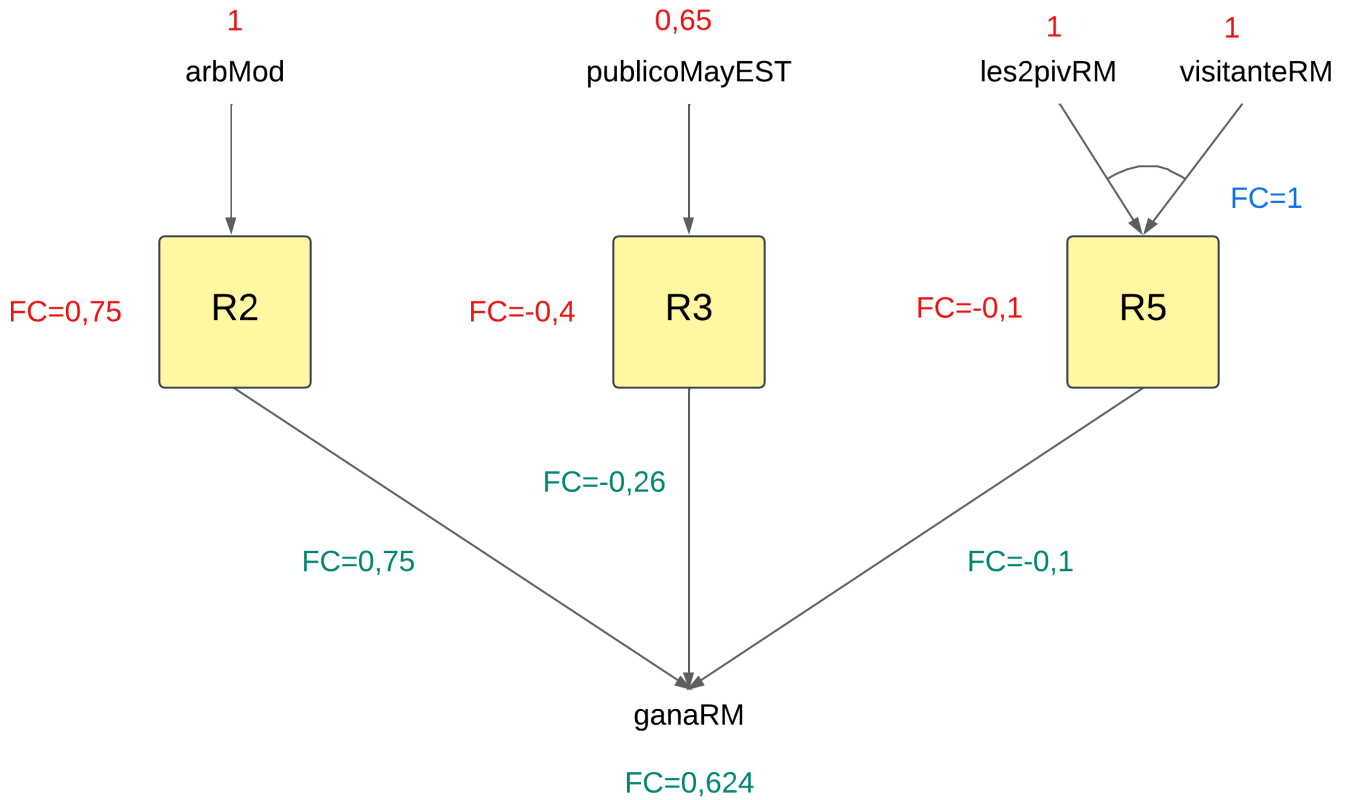 1
0,65
1
1
arbMod
publicoMayEST
les2pivRM
visitanteRM
FC=1
FC=0,75
R2
FC=-0,4
R3
FC=-0,1
R5
FC=-0,26
FC=0,75
FC=-0,1
ganaRM
FC=0,624